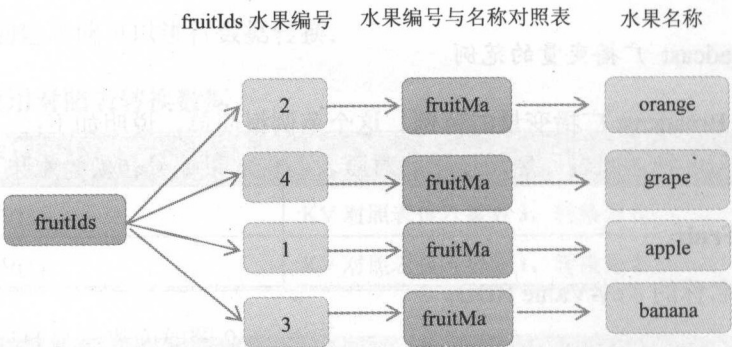 fruitIds 水果编号 水果编号与名称对照表 水果名称
2 fruitMa orange
4 fruitMa grape
fruitIds
1 fruitMa apple
3 fruitMa banana